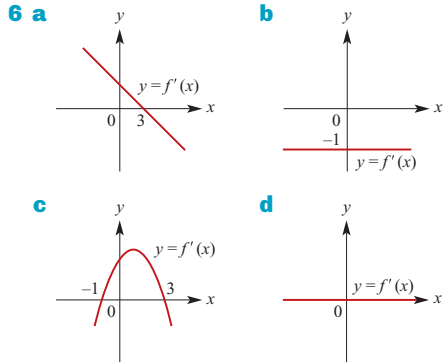 6 a
y
y = f′(x)
x
0
3
b
y
0
x
−1
y = f′(x)
c
y
y = f′(x)
−1
3
x
0
d
y
y = f′(x)
x
0